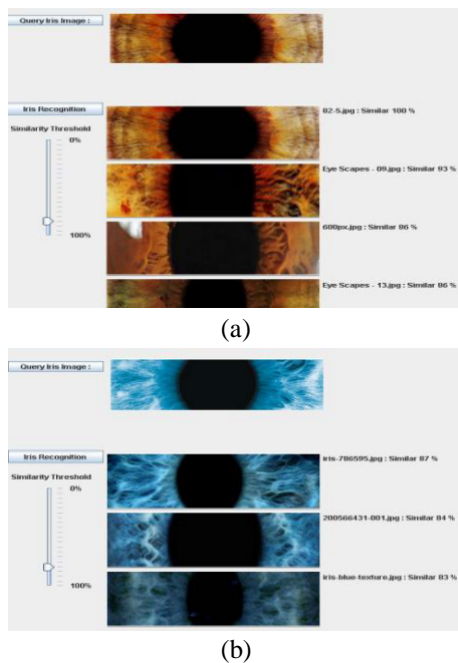 Query Iris Image :
Iris Recognition
82-5.jpg : Similar 100 %
Similarity Threshold
0%
Eye Scapes - 09.jpg : Similar 93 %
600px.jpg : Similar 86 %
100%
Eye Scapes - 13.jpg : Similar 86 %
(a)
Query Iris Image :
Iris Recognition
iris-786595.jpg : Similar 87 %
Similarity Threshold
0%
200566431-001.jpg : Similar 84 %
iris-blue-texture.jpg : Similar 83 %
100%
(b)